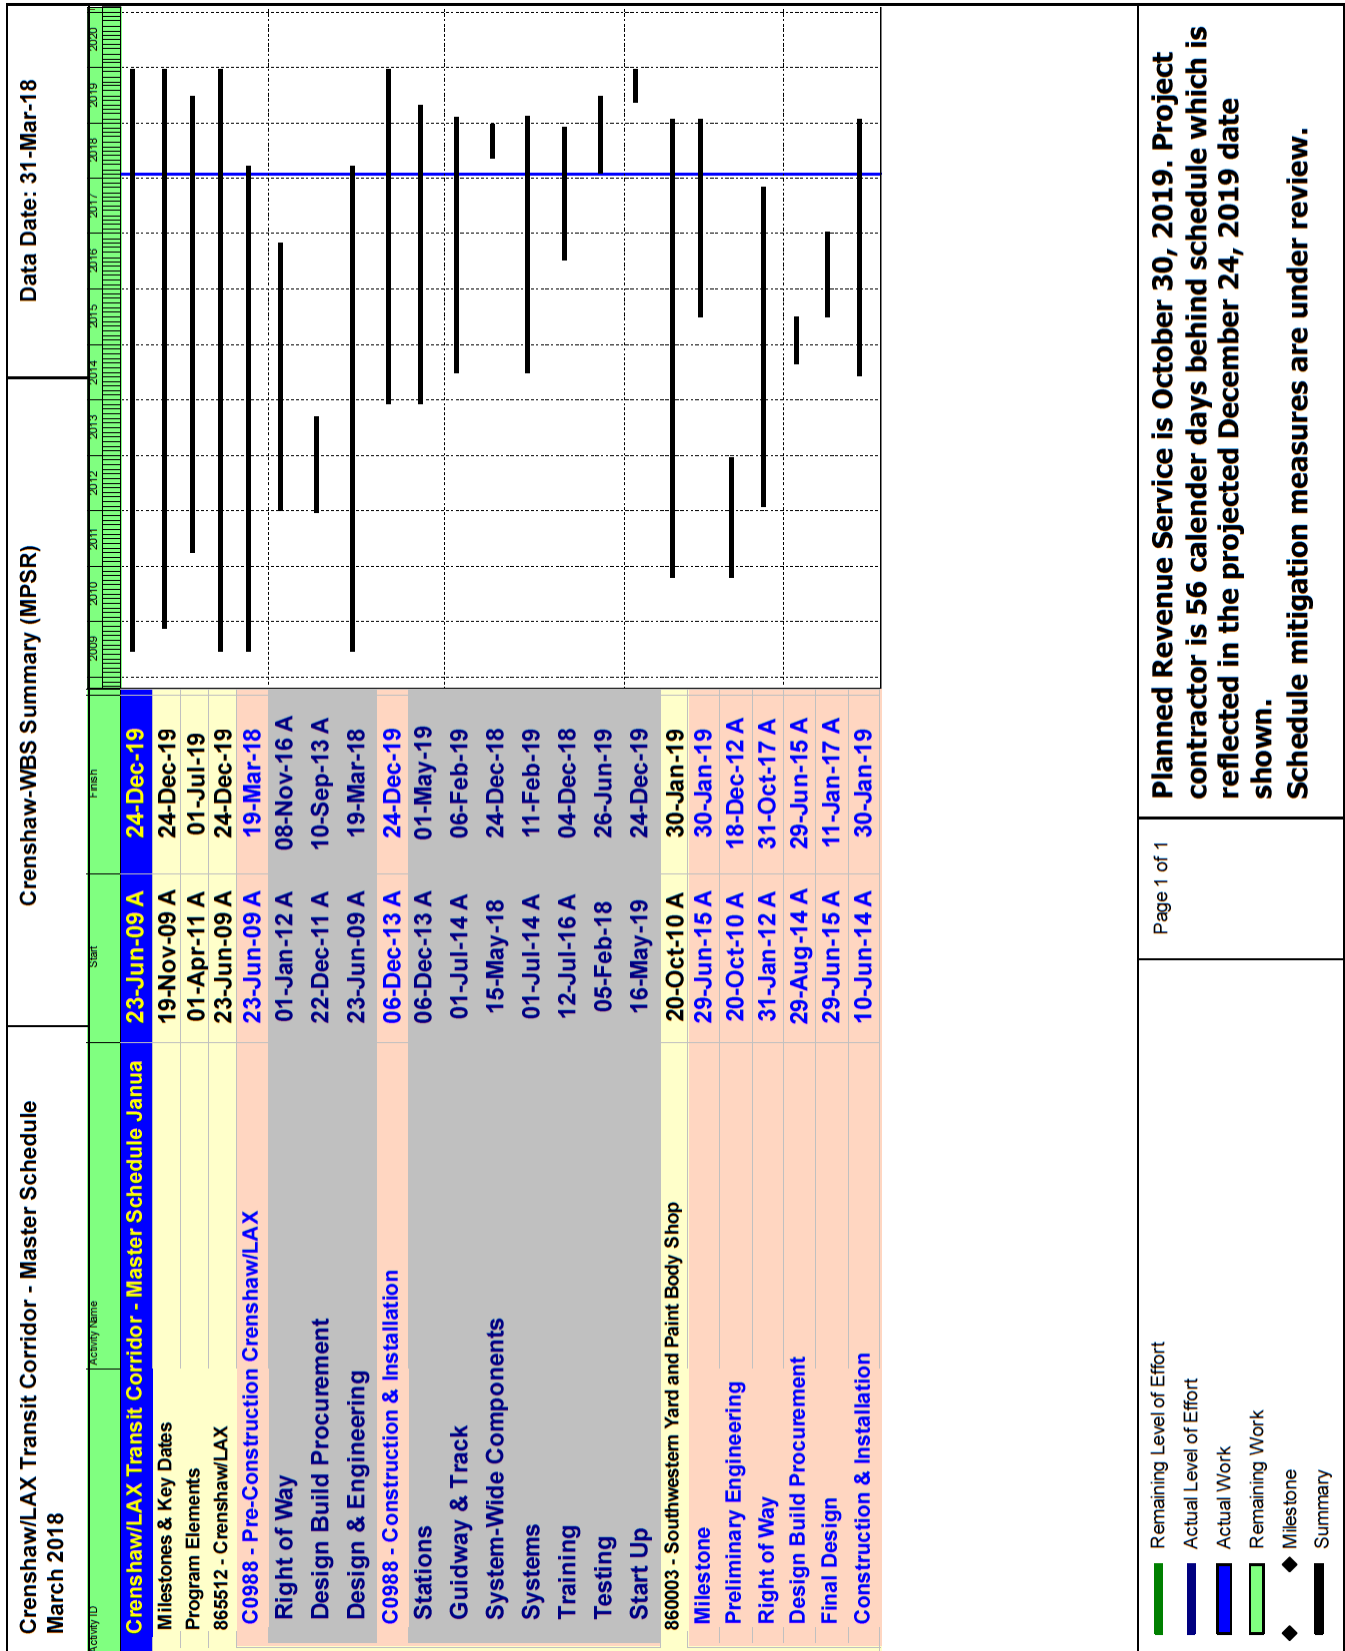 Crenshaw/LAX Transit Corridor - Master Schedule
March 2018
Crenshaw-WBS Summary (MPSR)
Data Date: 31-Mar-18
Activity ID Activity Name Start Finish 2009 2010 2011 2012 2013 2014 2015 2016 2017 2018 2019 2020
Crenshaw/LAX Transit Corridor - Master Schedule Janua 23-Jun-09 A 24-Dec-19
Milestones & Key Dates 19-Nov-09 A 24-Dec-19
Program Elements 01-Apr-11 A 01-Jul-19
865512 - Crenshaw/LAX 23-Jun-09 A 24-Dec-19
C0988 - Pre-Construction Crenshaw/LAX 23-Jun-09 A 19-Mar-18
Right of Way 01-Jan-12 A 08-Nov-16 A
Design Build Procurement 22-Dec-11 A 10-Sep-13 A
Design & Engineering 23-Jun-09 A 19-Mar-18
C0988 - Construction & Installation 06-Dec-13 A 24-Dec-19
Stations 06-Dec-13 A 01-May-19
Guidway & Track 01-Jul-14 A 06-Feb-19
System-Wide Components 15-May-18 24-Dec-18
Systems 01-Jul-14 A 11-Feb-19
Training 12-Jul-16 A 04-Dec-18
Testing 05-Feb-18 26-Jun-19
Start Up 16-May-19 24-Dec-19
860003 - Southwestern Yard and Paint Body Shop 20-Oct-10 A 30-Jan-19
Milestone 29-Jun-15 A 30-Jan-19
Preliminary Engineering 20-Oct-10 A 18-Dec-12 A
Right of Way 31-Jan-12 A 31-Oct-17 A
Design Build Procurement 29-Aug-14 A 29-Jun-15 A
Final Design 29-Jun-15 A 11-Jan-17 A
Construction & Installation 10-Jun-14 A 30-Jan-19
Remaining Level of Effort
Actual Level of Effort
Actual Work
Remaining Work
Milestone
Summary
Page 1 of 1
Planned Revenue Service is October 30, 2019. Project
contractor is 56 calender days behind schedule which is
reflected in the projected December 24, 2019 date
shown.
Schedule mitigation measures are under review.